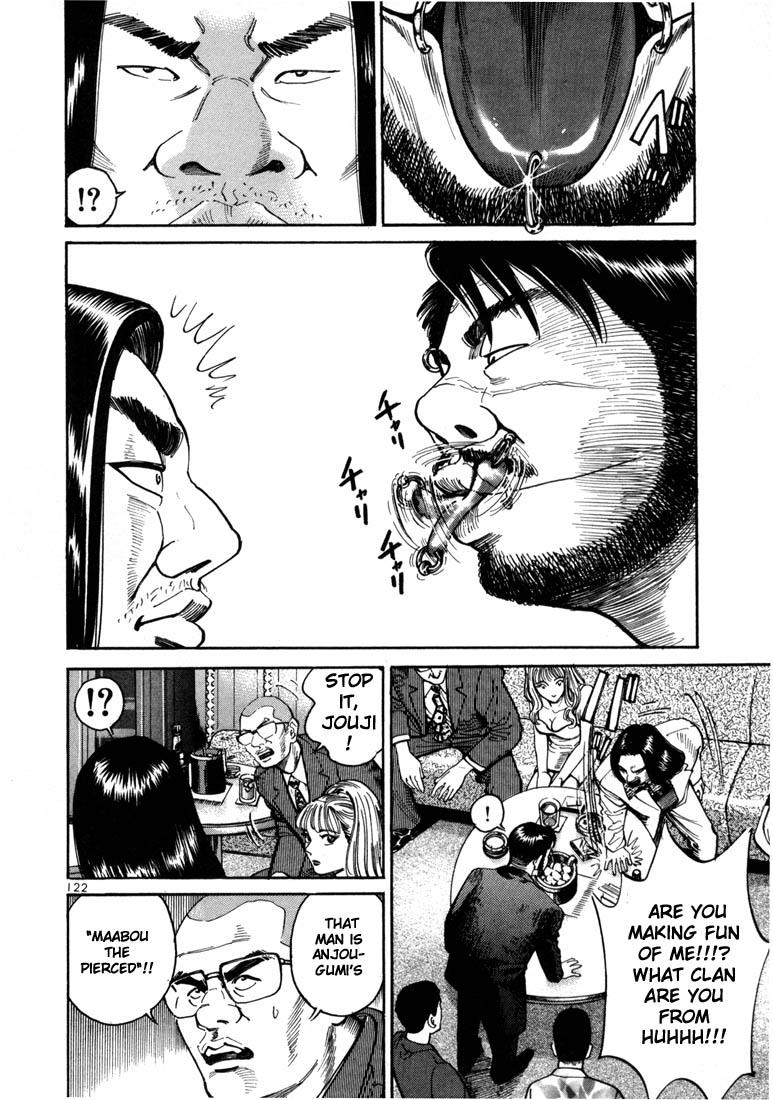 !?
チャリ
チャリ
チャリ
ARE YOU
MAKING FUN
OF ME!!!?
WHAT CLAN
ARE YOU
FROM
HUHHH!!!
!
STOP
IT,
JOUJI
!
!?
THAT
MAN IS
ANJOU-
GUMI'S
"MAABOU
THE
PIERCED"!!
122